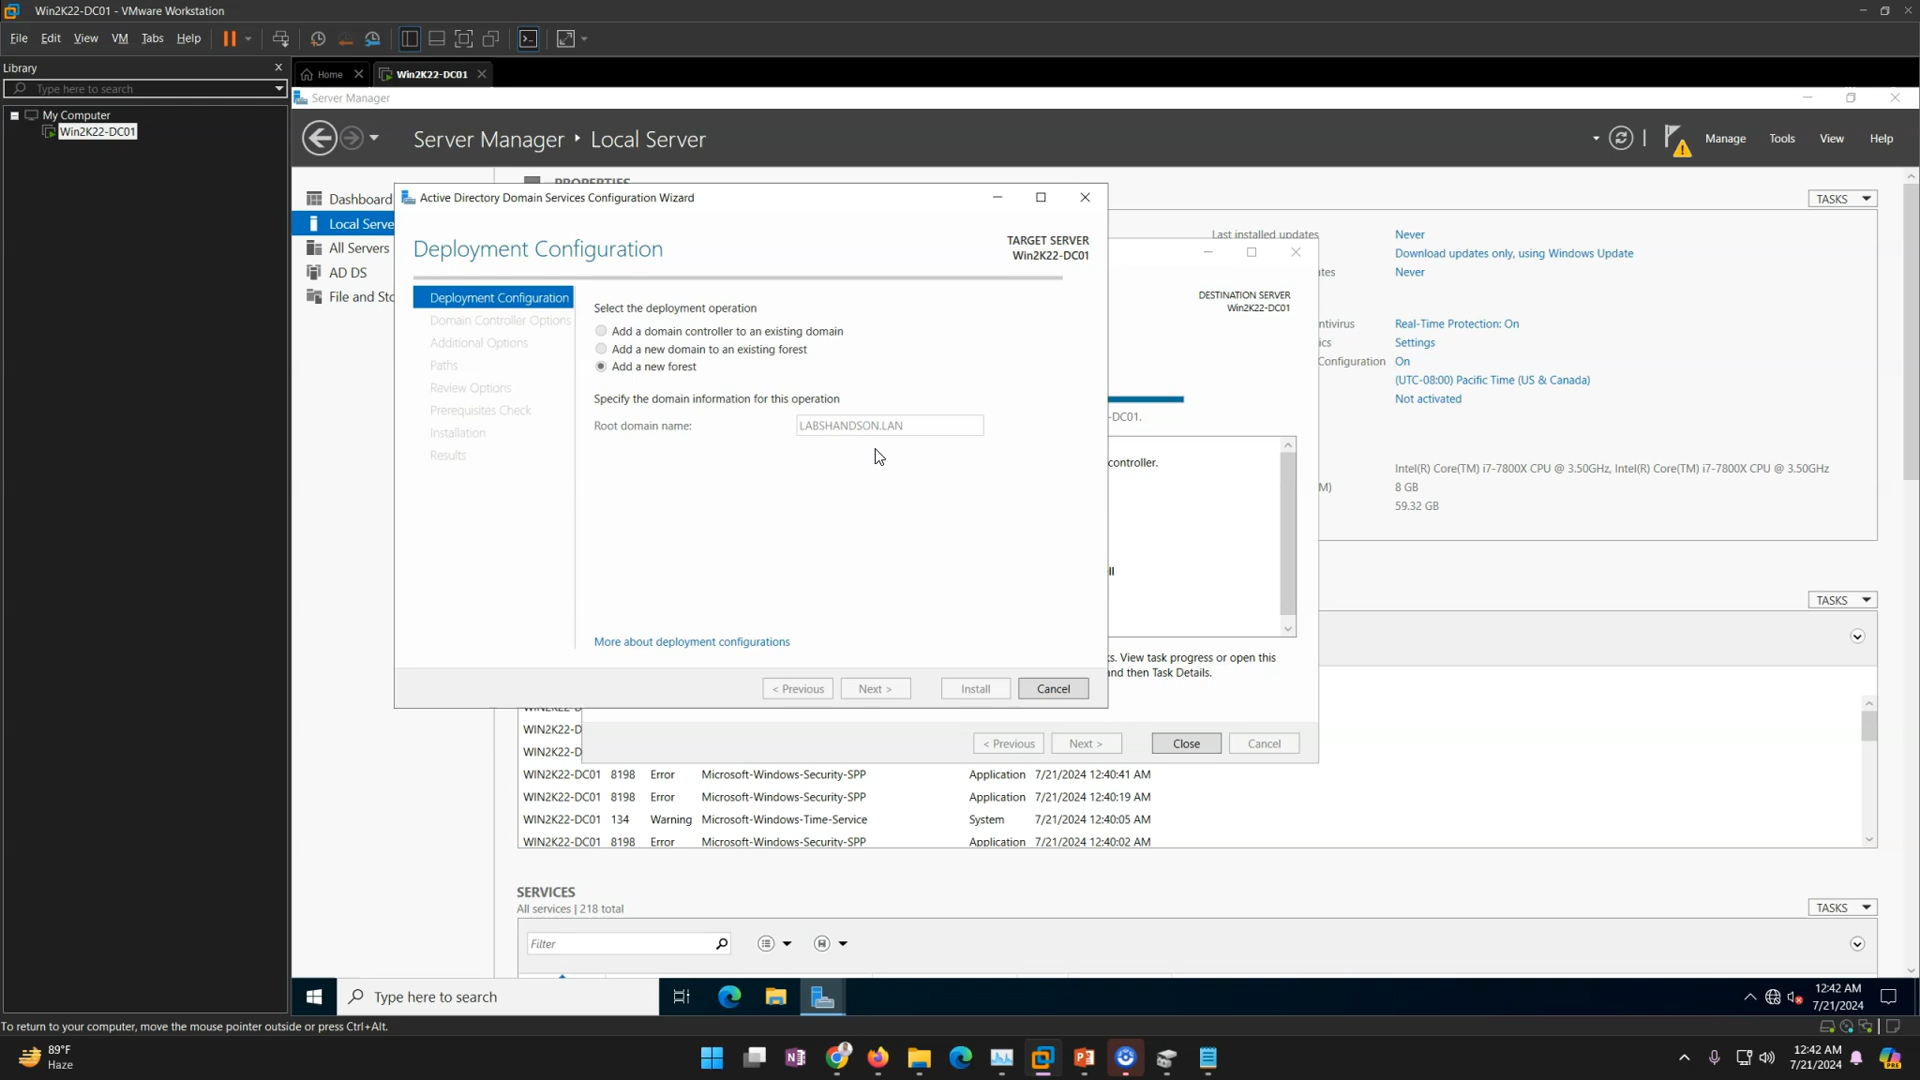 Win2K22-DC01 - VMware Workstation
File Edit View VM Tabs Help
Library
Type here to search
My Computer
Win2K22-DC01
Home
Win2K22-DC01
Server Manager
Server Manager Local Server
Manage Tools View Help
Dashboard
Local Serve
All Servers
AD DS
File and Sto
PROPERTIES
TASKS
Last installed updates Never
Download updates only, using Windows Update
ates Never
ntivirus Real-Time Protection: On
ics Settings
Configuration On
(UTC-08:00) Pacific Time (US & Canada)
Not activated
Intel(R) Core(TM) i7-7800X CPU @ 3.50GHz, Intel(R) Core(TM) i7-7800X CPU @ 3.50GHz
M) 8 GB
59.32 GB
Active Directory Domain Services Configuration Wizard
Deployment Configuration
TARGET SERVER
Win2K22-DC01
Deployment Configuration
Domain Controller Options
Additional Options
Paths
Review Options
Prerequisites Check
Installation
Results
Select the deployment operation
Add a domain controller to an existing domain
Add a new domain to an existing forest
Add a new forest
Specify the domain information for this operation
Root domain name: LABSHANDSON.LAN
More about deployment configurations
< Previous Next > Install Cancel
DESTINATION SERVER
Win2K22-DC01
-DC01.
controller.
ll
s. View task progress or open this
and then Task Details.
< Previous Next > Close Cancel
TASKS
WIN2K22-D
WIN2K22-D
WIN2K22-D
WIN2K22-DC01 8198 Error Microsoft-Windows-Security-SPP Application 7/21/2024 12:40:41 AM
WIN2K22-DC01 8198 Error Microsoft-Windows-Security-SPP Application 7/21/2024 12:40:19 AM
WIN2K22-DC01 134 Warning Microsoft-Windows-Time-Service System 7/21/2024 12:40:05 AM
WIN2K22-DC01 8198 Error Microsoft-Windows-Security-SPP Application 7/21/2024 12:40:02 AM
SERVICES
All services | 218 total
TASKS
Filter
Type here to search
12:42 AM
7/21/2024
To return to your computer, move the mouse pointer outside or press Ctrl+Alt.
89°F
Haze
12:42 AM
7/21/2024